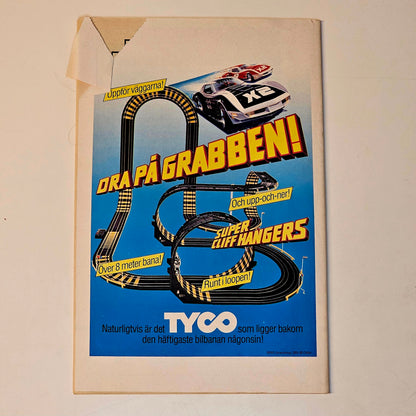 Uppför väggarna!
X2
DRA PÅ GRABBEN!
Och upp-och-ner!
SUPER
CLIFF HANGERS
Över 8 meter bana!
Runt i loopen!
Naturligtvis är det TYCO som ligger bakom
den häftigaste bilbanan någonsin!